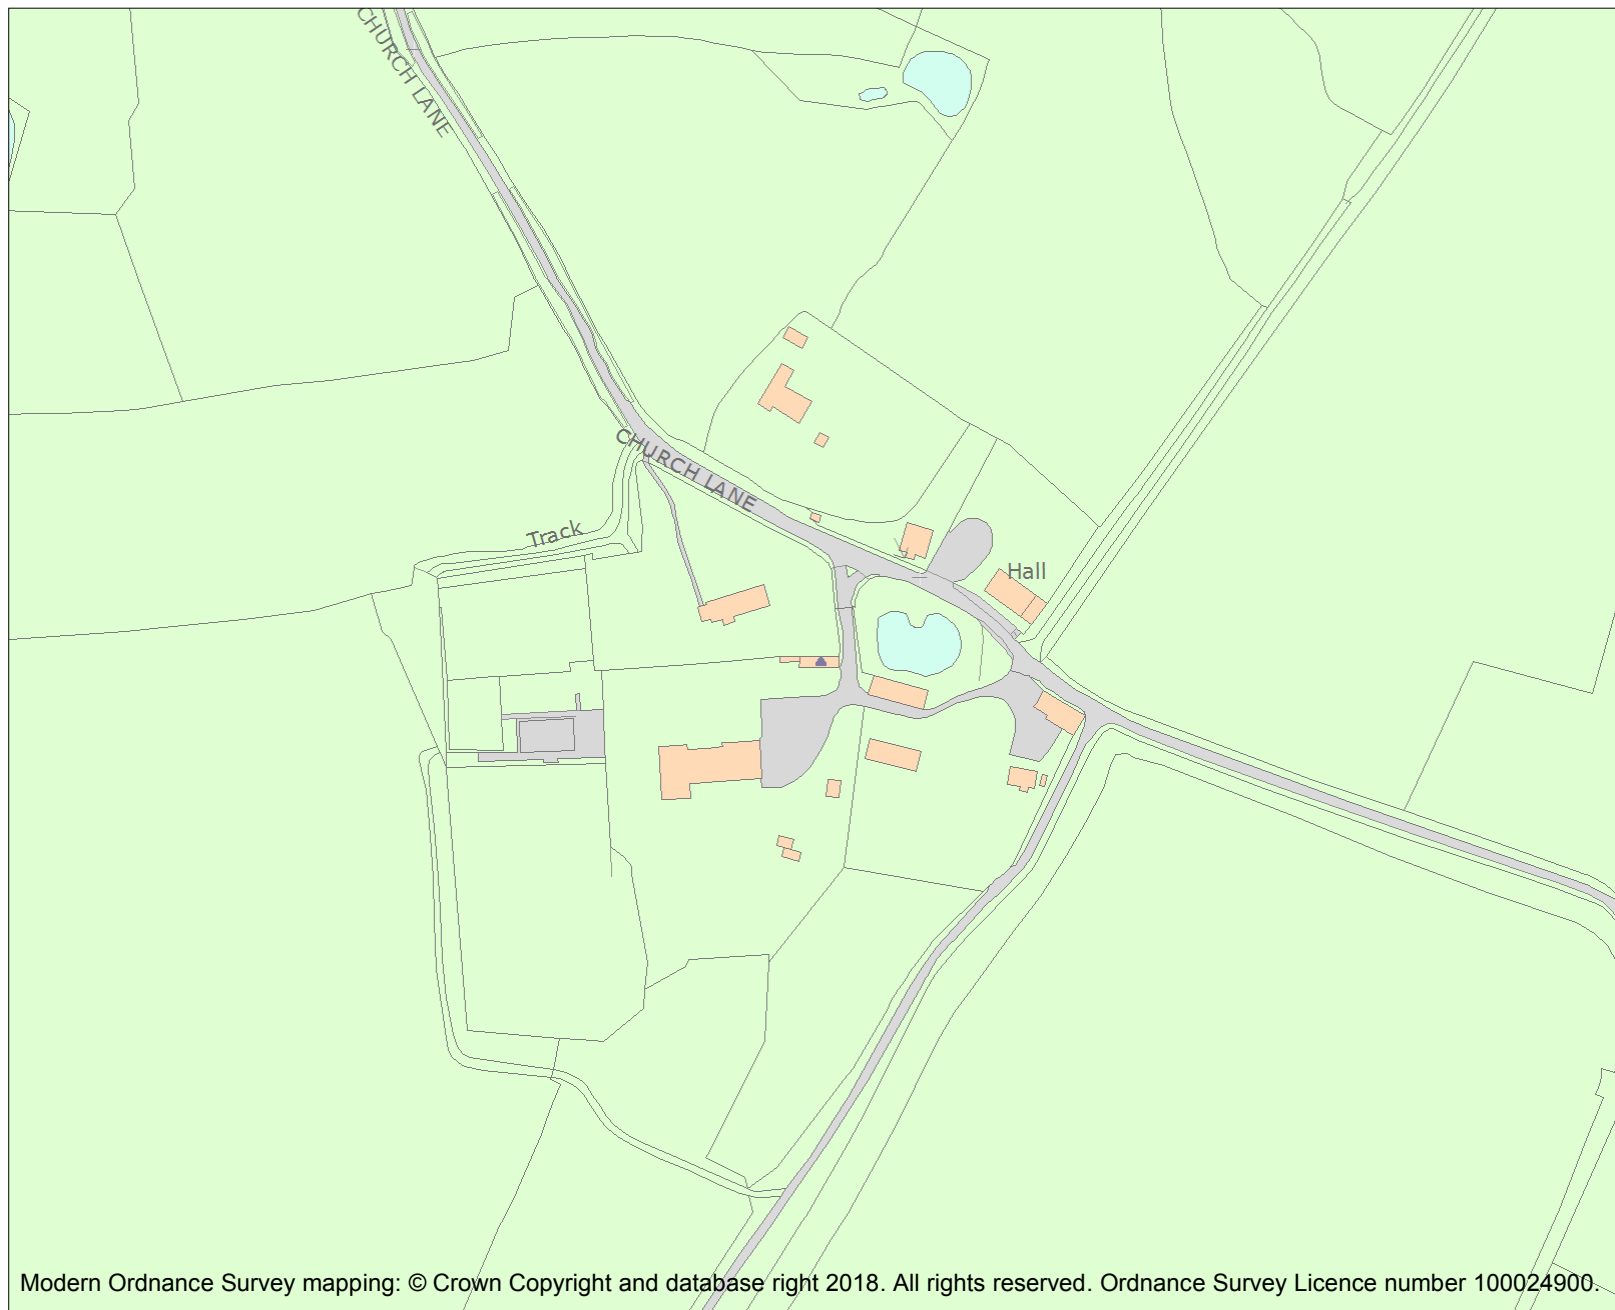 CHURCH LANE
CHURCH LANE
Track
Hall
Modern Ordnance Survey mapping: © Crown Copyright and database right 2018. All rights reserved. Ordnance Survey Licence number 100024900.